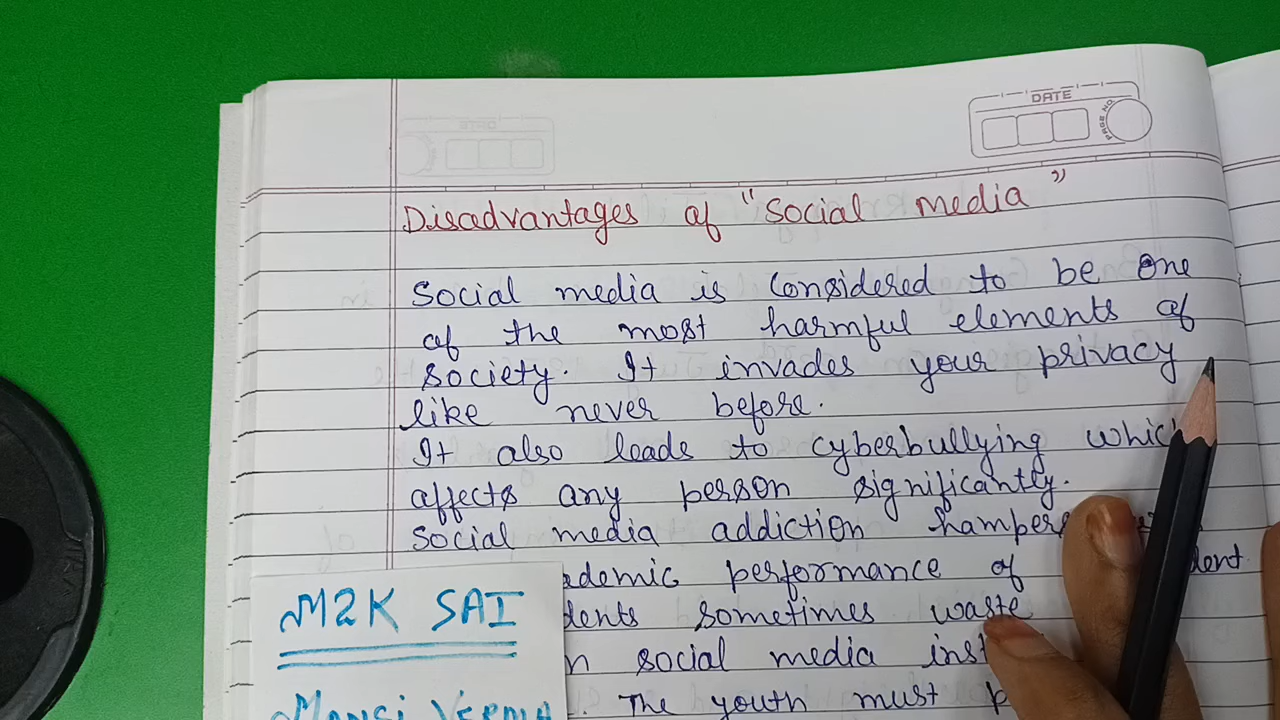 DATE
PAGE NO.
Disadvantages of "Social media"
Social media is considered to be One
of the most harmful elements of
society. It invades your privacy
like never before.
It also leads to cyberbullying
affects any person significantly.
Social media addiction
performance of
sometimes waste
social media
The youth must
M2K SAI